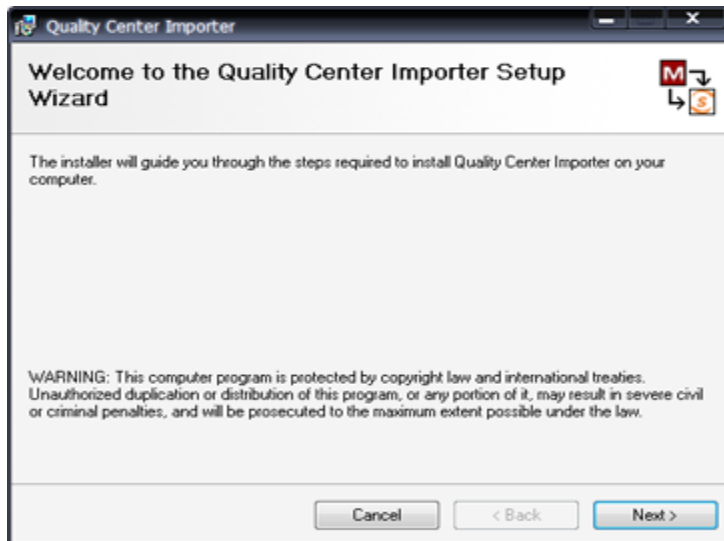 Quality Center Importer
Welcome to the Quality Center Importer Setup
Wizard
M
S
The installer will guide you through the steps required to install Quality Center Importer on your
computer.
WARNING: This computer program is protected by copyright law and international treaties.
Unauthorized duplication or distribution of this program, or any portion of it, may result in severe civil
or criminal penalties, and will be prosecuted to the maximum extent possible under the law.
Cancel
< Back
Next >